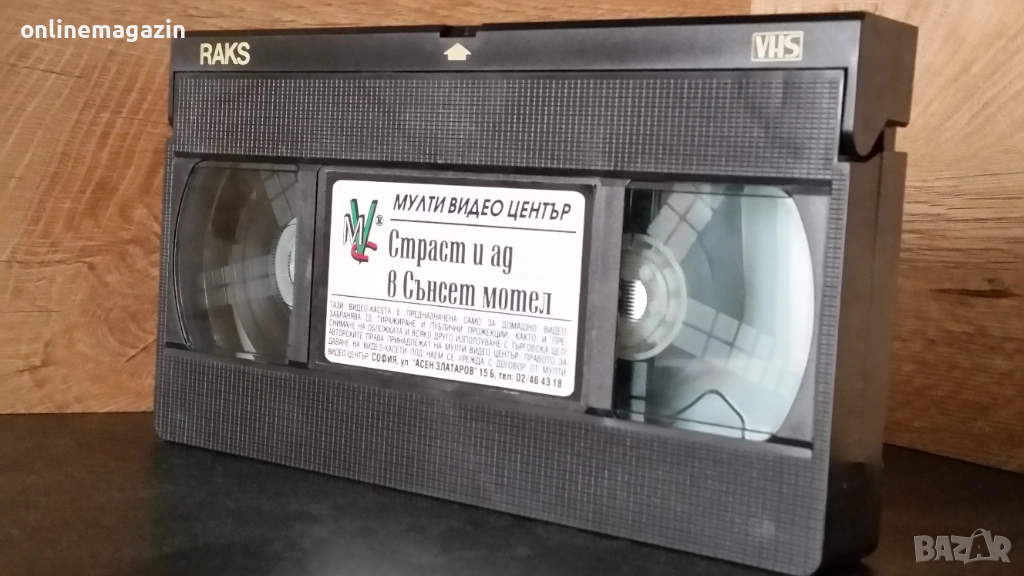 onlinemagazin
RAKS
VHS
MVC®
МУЛТИ ВИДЕО ЦЕНТЪР
Страст и ад
в Сънсет мотел
ТАЗИ ВИДЕО-КАСЕТА Е ПРЕДНАЗНАЧЕНА САМО ЗА ДОМАШНО ВИДЕО
ЗАБРАНЯВА СЕ ТИРАЖИРАНЕ И ПУБЛИЧНИ ПРОЖЕКЦИИ, КАКТО И ПРЕ-
СНИМАНЕ НА ОБЛОЖКАТА И ВСЯКО ДРУГО ИЗПОЛЗУВАНЕ С ТЪРГОВСКА ЦЕЛ!
АВТОРСКИТЕ ПРАВА ПРИНАДЛЕЖАТ НА МУЛТИ ВИДЕО ЦЕНТЪР. ПРАВОТО ЗА
ДАВАНЕ НА ВИДЕО-КАСЕТИ ПОД НАЕМ СЕ УРЕЖДА С ДОГОВОР ОТ МУЛТИ
ВИДЕО ЦЕНТЪР СОФИЯ, ул. "АСЕН ЗЛАТАРОВ" 15 Б, тел: 02/46 43 18
BAZAR